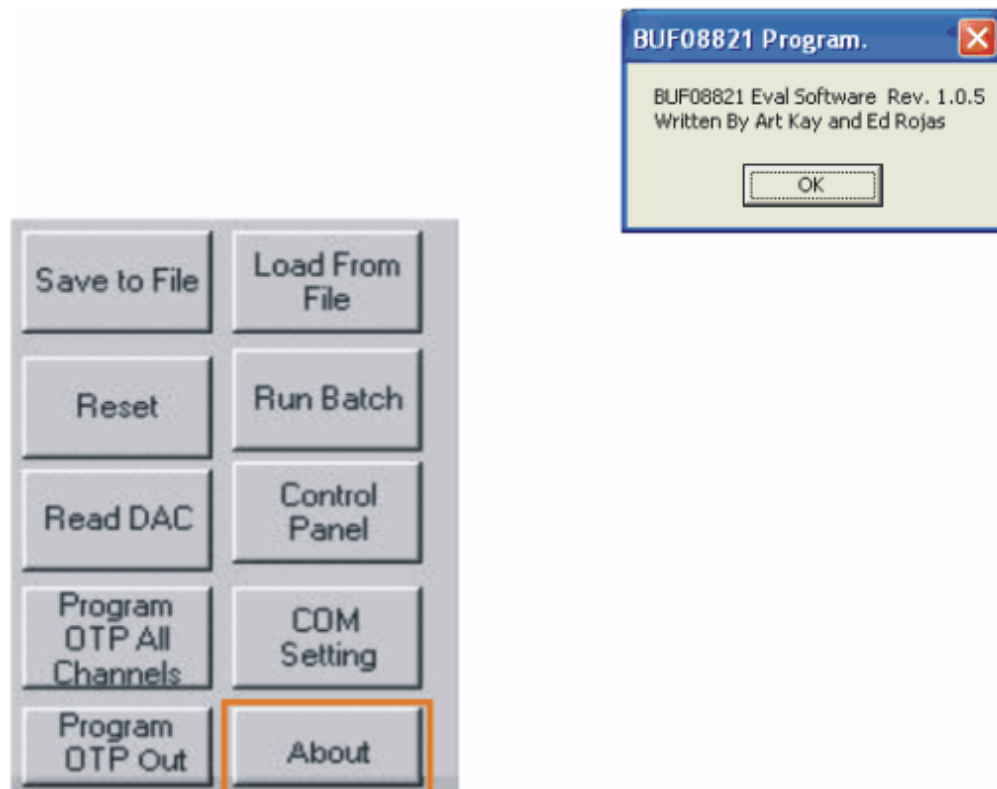 BUF08821 Program.
BUF08821 Eval Software Rev. 1.0.5
Written By Art Kay and Ed Rojas
OK
Save to File
Load From
File
Reset
Run Batch
Read DAC
Control
Panel
Program
OTP All
Channels
COM
Setting
Program
OTP Out
About